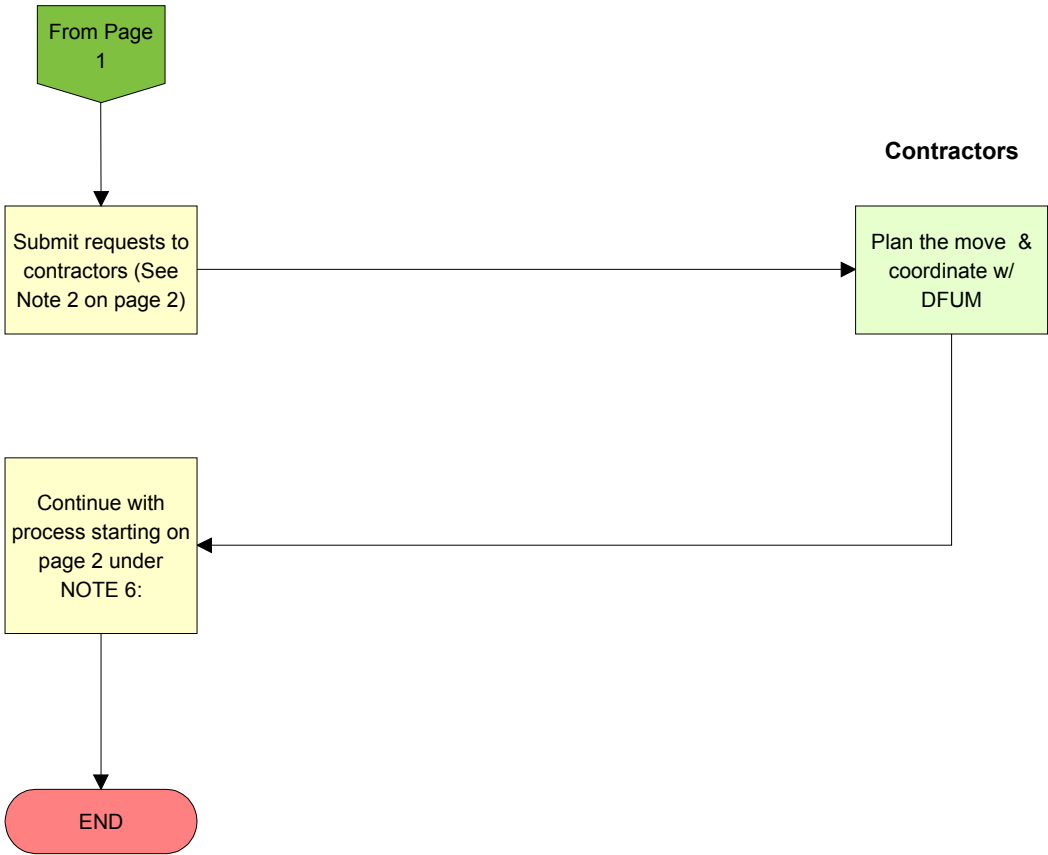 From Page
1
Contractors
Submit requests to
contractors (See
Note 2 on page 2)
Plan the move & 
coordinate w/
DFUM
Continue with
process starting on
page 2 under
NOTE 6:
END